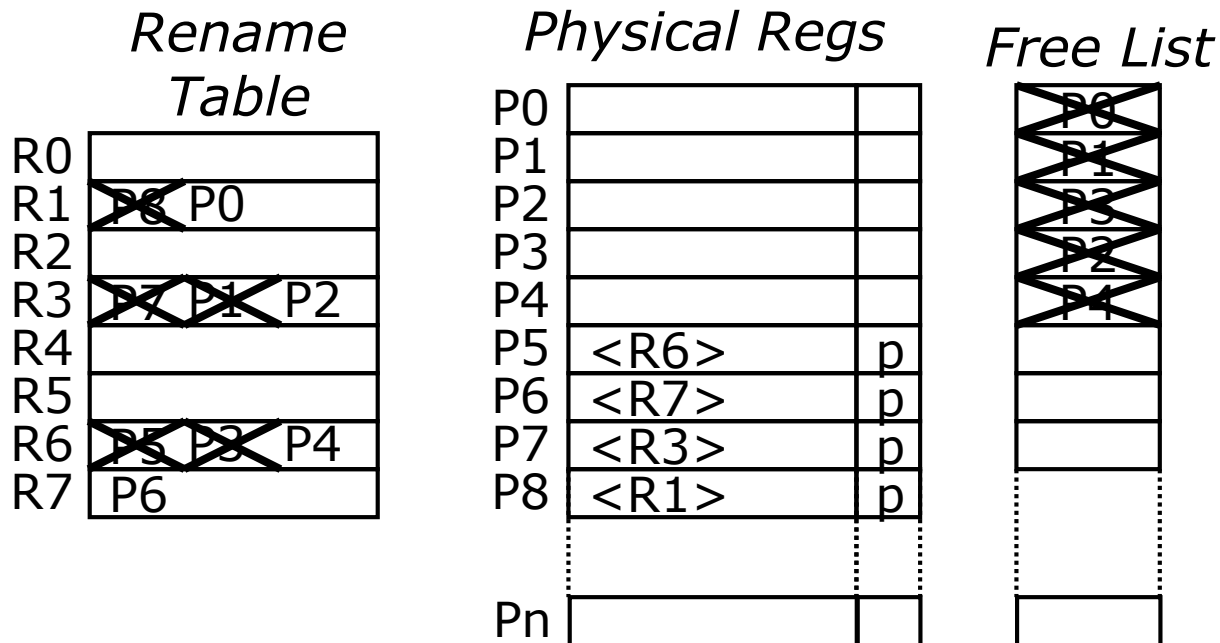 Rename
Table
R0
R1 P8 P0
R2
R3 P7 P1 P2
R4
R5
R6 P5 P3 P4
R7 P6
Physical Regs
P0
P1
P2
P3
P4
P5 <R6> p
P6 <R7> p
P7 <R3> p
P8 <R1> p
Pn
Free List
P0
P1
P3
P2
P4